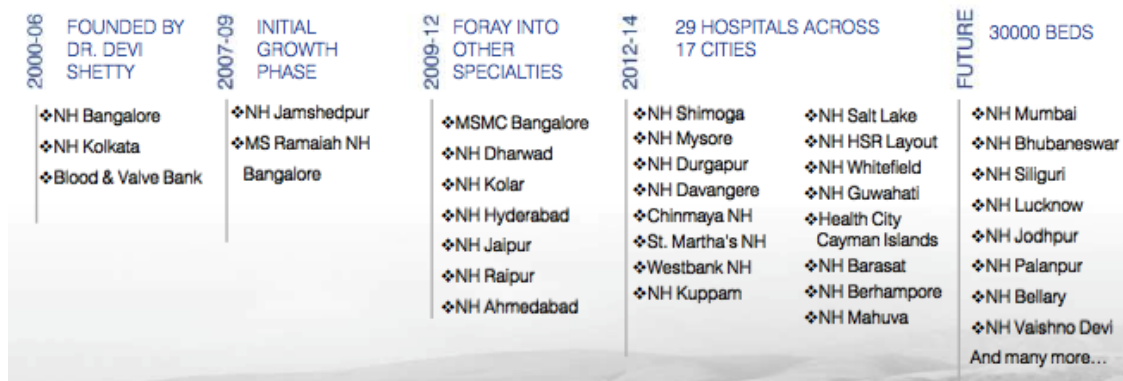 2000-06
FOUNDED BY
DR. DEVI
SHETTY
❖NH Bangalore
❖NH Kolkata
❖Blood & Valve Bank
2007-09
INITIAL
GROWTH
PHASE
❖NH Jamshedpur
❖MS Ramaiah NH
Bangalore
2009-12
FORAY INTO
OTHER
SPECIALTIES
❖MSMC Bangalore
❖NH Dharwad
❖NH Kolar
❖NH Hyderabad
❖NH Jaipur
❖NH Raipur
❖NH Ahmedabad
2012-14
29 HOSPITALS ACROSS
17 CITIES
❖NH Shimoga
❖NH Mysore
❖NH Durgapur
❖NH Davangere
❖Chinmaya NH
❖St. Martha's NH
❖Westbank NH
❖NH Kuppam
❖NH Salt Lake
❖NH HSR Layout
❖NH Whitefield
❖NH Guwahati
❖Health City
Cayman Islands
❖NH Barasat
❖NH Berhampore
❖NH Mahuva
FUTURE
30000 BEDS
❖NH Mumbai
❖NH Bhubaneswar
❖NH Siliguri
❖NH Lucknow
❖NH Jodhpur
❖NH Palanpur
❖NH Bellary
❖NH Vaishno Devi
And many more...